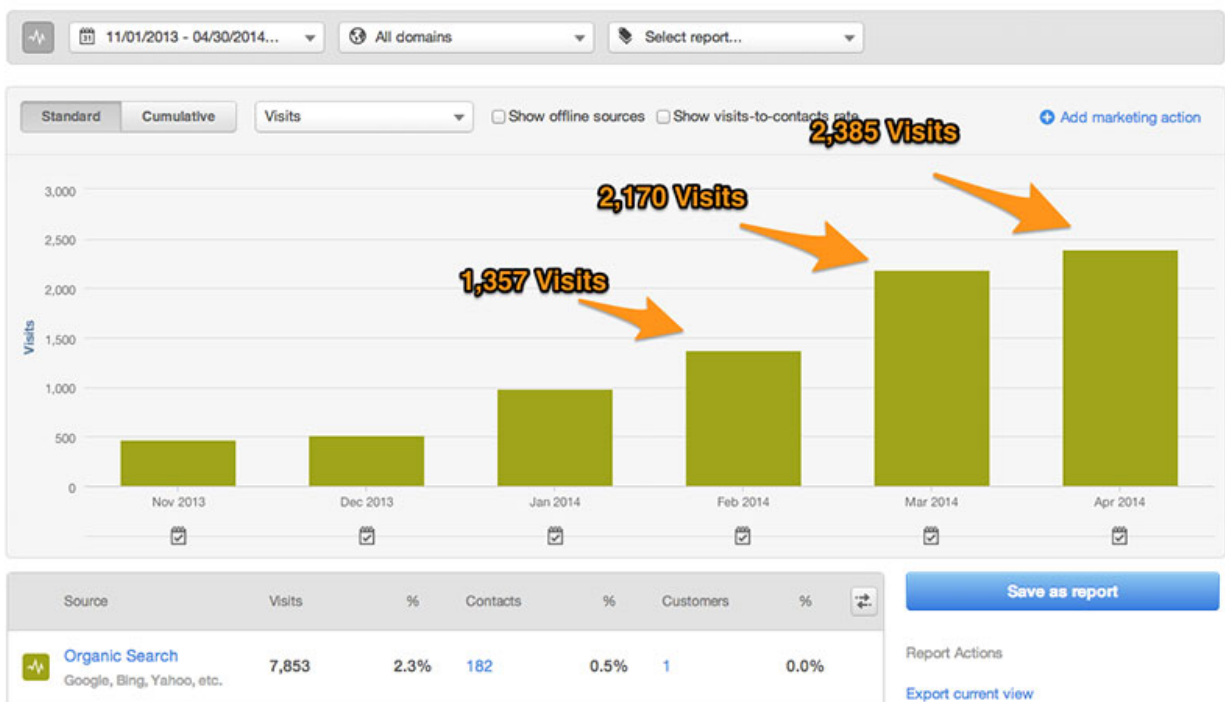 11/01/2013 - 04/30/2014...
All domains
Select report...
Standard
Cumulative
Visits
Show offline sources
Show visits-to-contacts rate
Add marketing action
2,385 Visits
2,170 Visits
1,357 Visits
3,000
2,500
2,000
1,500
1,000
500
0
Visits
Nov 2013
Dec 2013
Jan 2014
Feb 2014
Mar 2014
Apr 2014
Source Visits % Contacts % Customers %
Organic Search
Google, Bing, Yahoo, etc.
7,853 2.3% 182 0.5% 1 0.0%
Save as report
Report Actions
Export current view